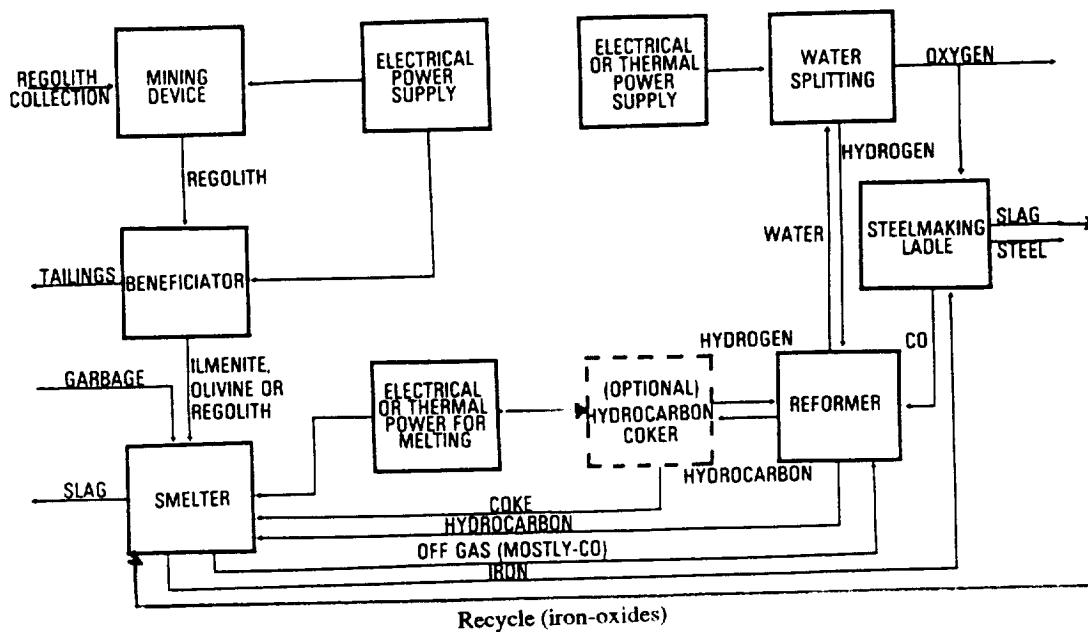 REGOLITH
COLLECTION
MINING
DEVICE
ELECTRICAL
POWER
SUPPLY
ELECTRICAL
OR THERMAL
POWER
SUPPLY
WATER
SPLITTING
OXYGEN
REGOLITH
HYDROGEN
WATER
STEELMAKING
LADLE
SLAG
STEEL
TAILINGS
BENEFICIATOR
HYDROGEN
CO
GARBAGE
ILMENITE,
OLIVINE OR
REGOLITH
ELECTRICAL
OR THERMAL
POWER FOR
MELTING
(OPTIONAL)
HYDROCARBON
COKER
REFORMER
HYDROCARBON
SLAG
SMELTER
COKE
HYDROCARBON
OFF GAS (MOSTLY-CO)
IRON
Recycle (iron-oxides)